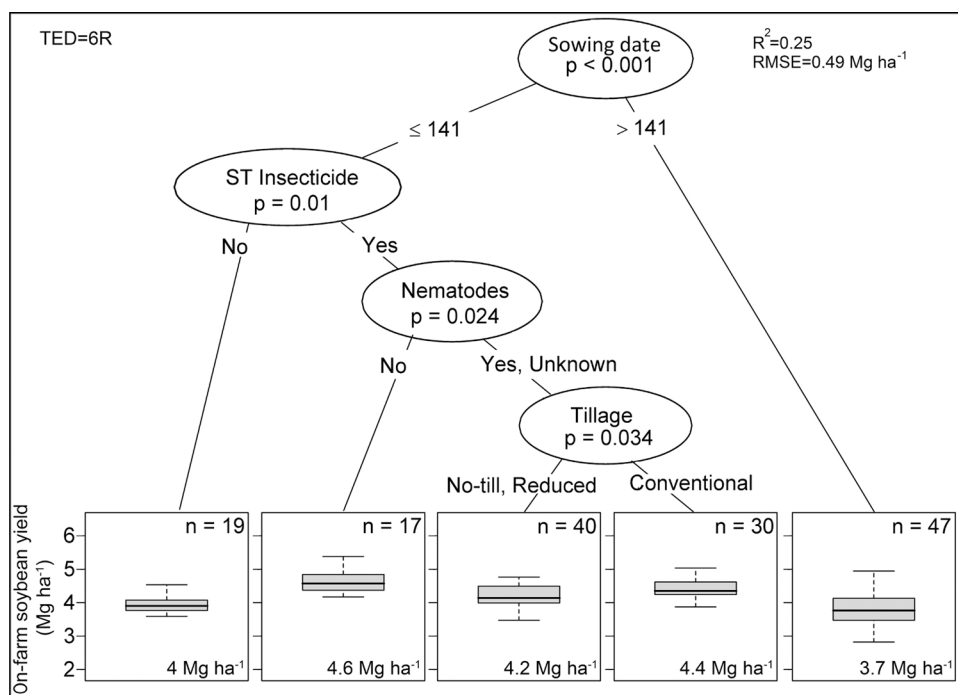 TED=6R
Sowing date
p < 0.001
R²=0.25
RMSE=0.49 Mg ha⁻¹
≤ 141
> 141
ST Insecticide
p = 0.01
No
Yes
Nematodes
p = 0.024
No
Yes, Unknown
Tillage
p = 0.034
No-till, Reduced
Conventional
On-farm soybean yield
(Mg ha⁻¹)
6
5
4
3
2
n = 19
n = 17
n = 40
n = 30
n = 47
4 Mg ha⁻¹
4.6 Mg ha⁻¹
4.2 Mg ha⁻¹
4.4 Mg ha⁻¹
3.7 Mg ha⁻¹